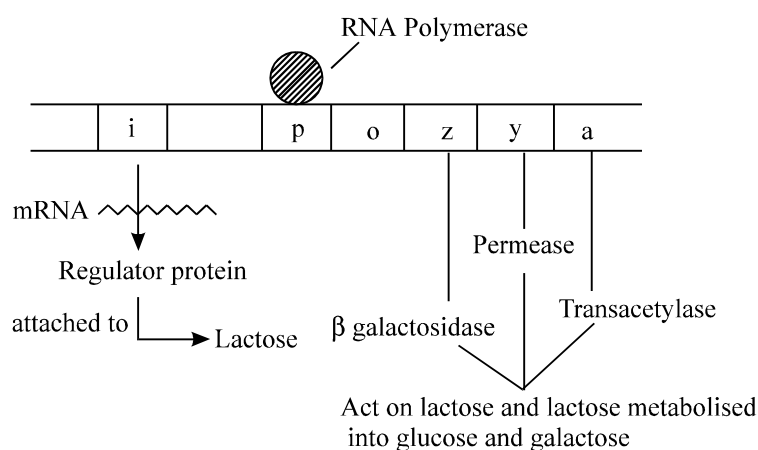 RNA Polymerase
i p o z y a
mRNA
Regulator protein
attached to
Lactose
Permease
β galactosidase
Transacetylase
Act on lactose and lactose metabolised
into glucose and galactose